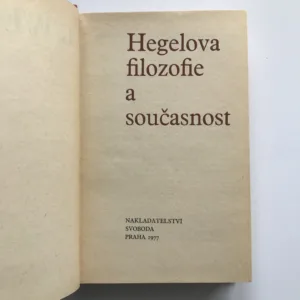 Hegelova
filozofie
a
současnost
NAKLADATELSTVÍ
SVOBODA
PRAHA 1977